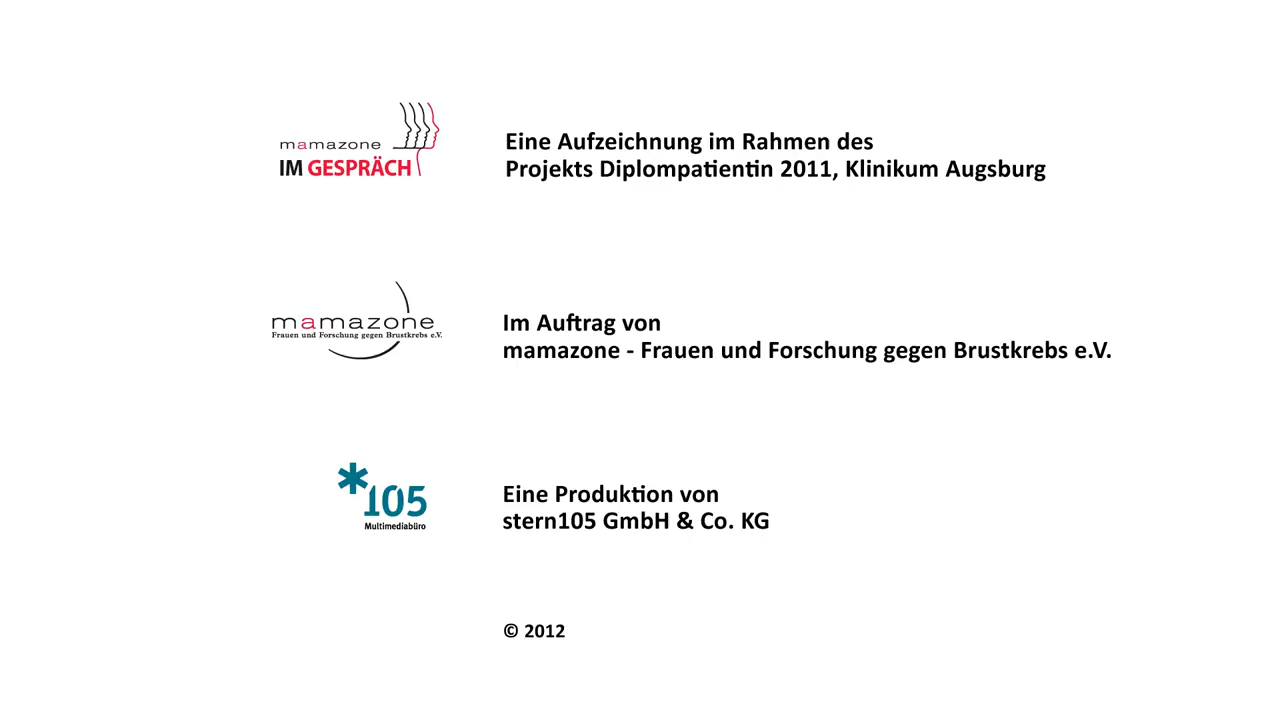 mamazone
IM GESPRÄCH
Eine Aufzeichnung im Rahmen des
Projekts Diplompatientin 2011, Klinikum Augsburg
mamazone
Frauen und Forschung gegen Brustkrebs e.V.
Im Auftrag von
mamazone - Frauen und Forschung gegen Brustkrebs e.V.
*105
Multimediabüro
Eine Produktion von
stern105 GmbH & Co. KG
© 2012